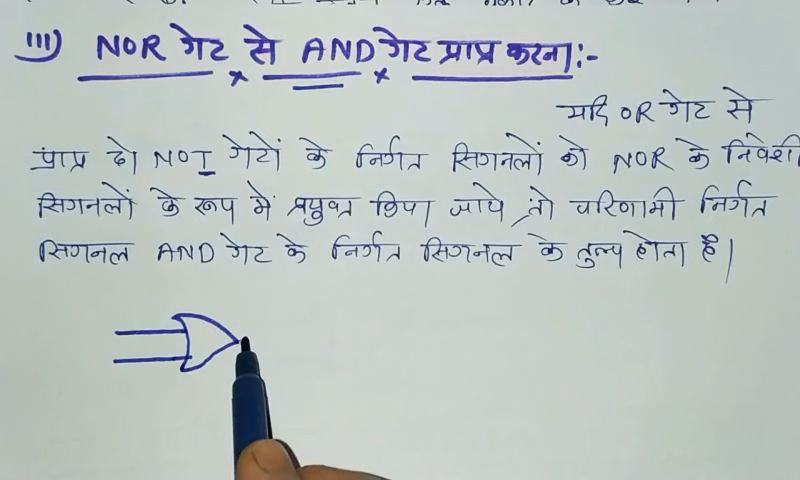 III) NOR गेट से AND गेट प्राप्त करना:-
यदि OR गेट से
प्राप्त दो NOT गेटों के निर्गत सिगनलों को NOR के निवेशी
सिगनलों के रूप में प्रयुक्त किया जाये तो परिणामी निर्गत
सिगनल AND गेट के निर्गत सिगनल के तुल्य होता है।